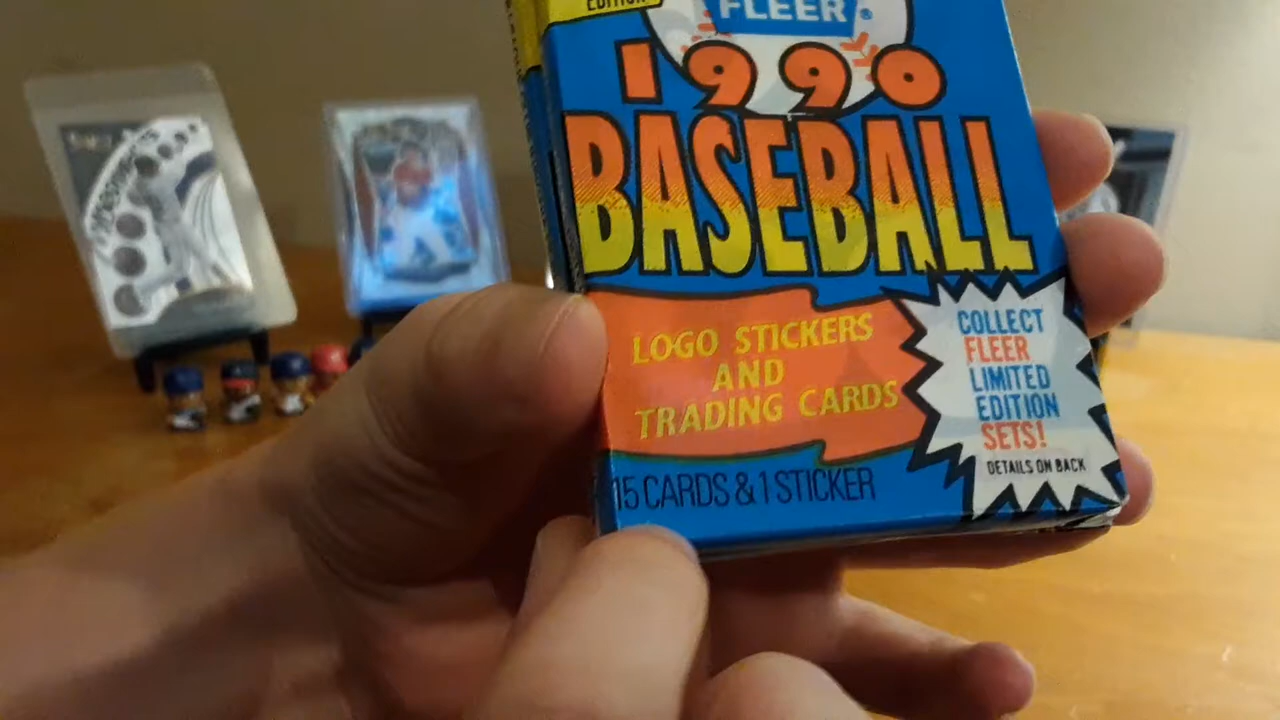 EDITION
FLEER
1990
BASEBALL
LOGO STICKERS
AND
TRADING CARDS
COLLECT
FLEER
LIMITED
EDITION
SETS!
DETAILS ON BACK
15 CARDS & 1 STICKER